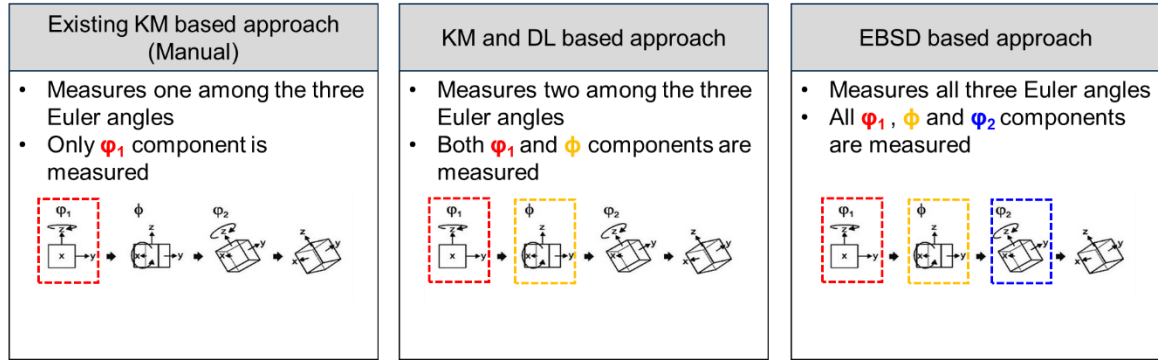 Existing KM based approach
(Manual)
• Measures one among the three
Euler angles
• Only φ₁ component is
measured
φ₁ ϕ φ₂
z z z z
x y x y x y x y
KM and DL based approach
• Measures two among the three
Euler angles
• Both φ₁ and ϕ components are
measured
φ₁ ϕ φ₂
z z z z
x y x y x y x y
EBSD based approach
• Measures all three Euler angles
• All φ₁ , ϕ and φ₂ components
are measured
φ₁ ϕ φ₂
z z z z
x y x y x y x y